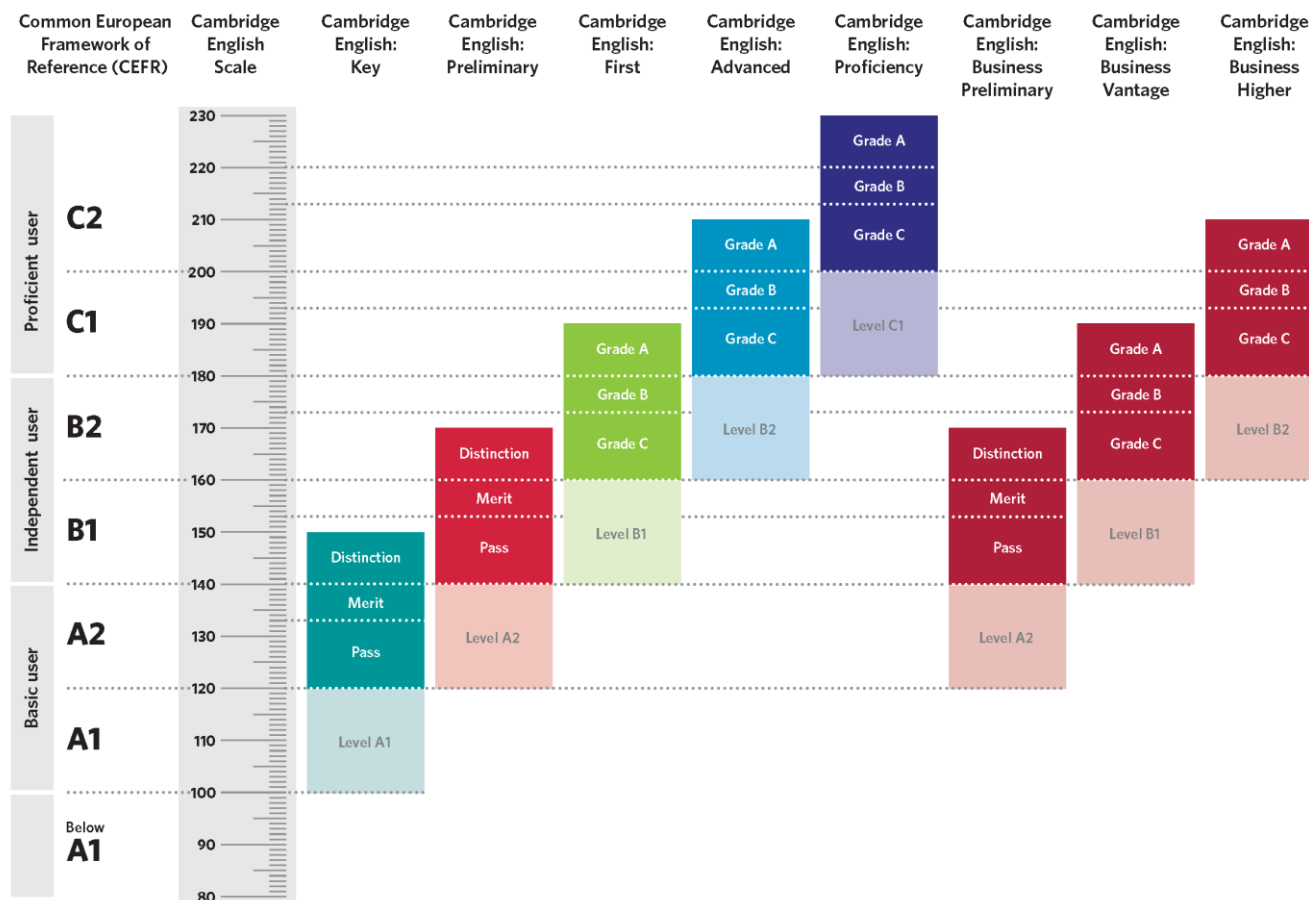 Common European
Framework of
Reference (CEFR)
Cambridge
English
Scale
Cambridge
English:
Key
Cambridge
English:
Preliminary
Cambridge
English:
First
Cambridge
English:
Advanced
Cambridge
English:
Proficiency
Cambridge
English:
Business
Preliminary
Cambridge
English:
Business
Vantage
Cambridge
English:
Business
Higher
Proficient user
Independent user
Basic user
C2
C1
B2
B1
A2
A1
Below
A1
230
220
210
200
190
180
170
160
150
140
130
120
110
100
90
80
Distinction
Merit
Pass
Level A1
Distinction
Merit
Pass
Level A2
Grade A
Grade B
Grade C
Level B1
Grade A
Grade B
Grade C
Level B2
Grade A
Grade B
Grade C
Level C1
Distinction
Merit
Pass
Level A2
Grade A
Grade B
Grade C
Level B1
Grade A
Grade B
Grade C
Level B2